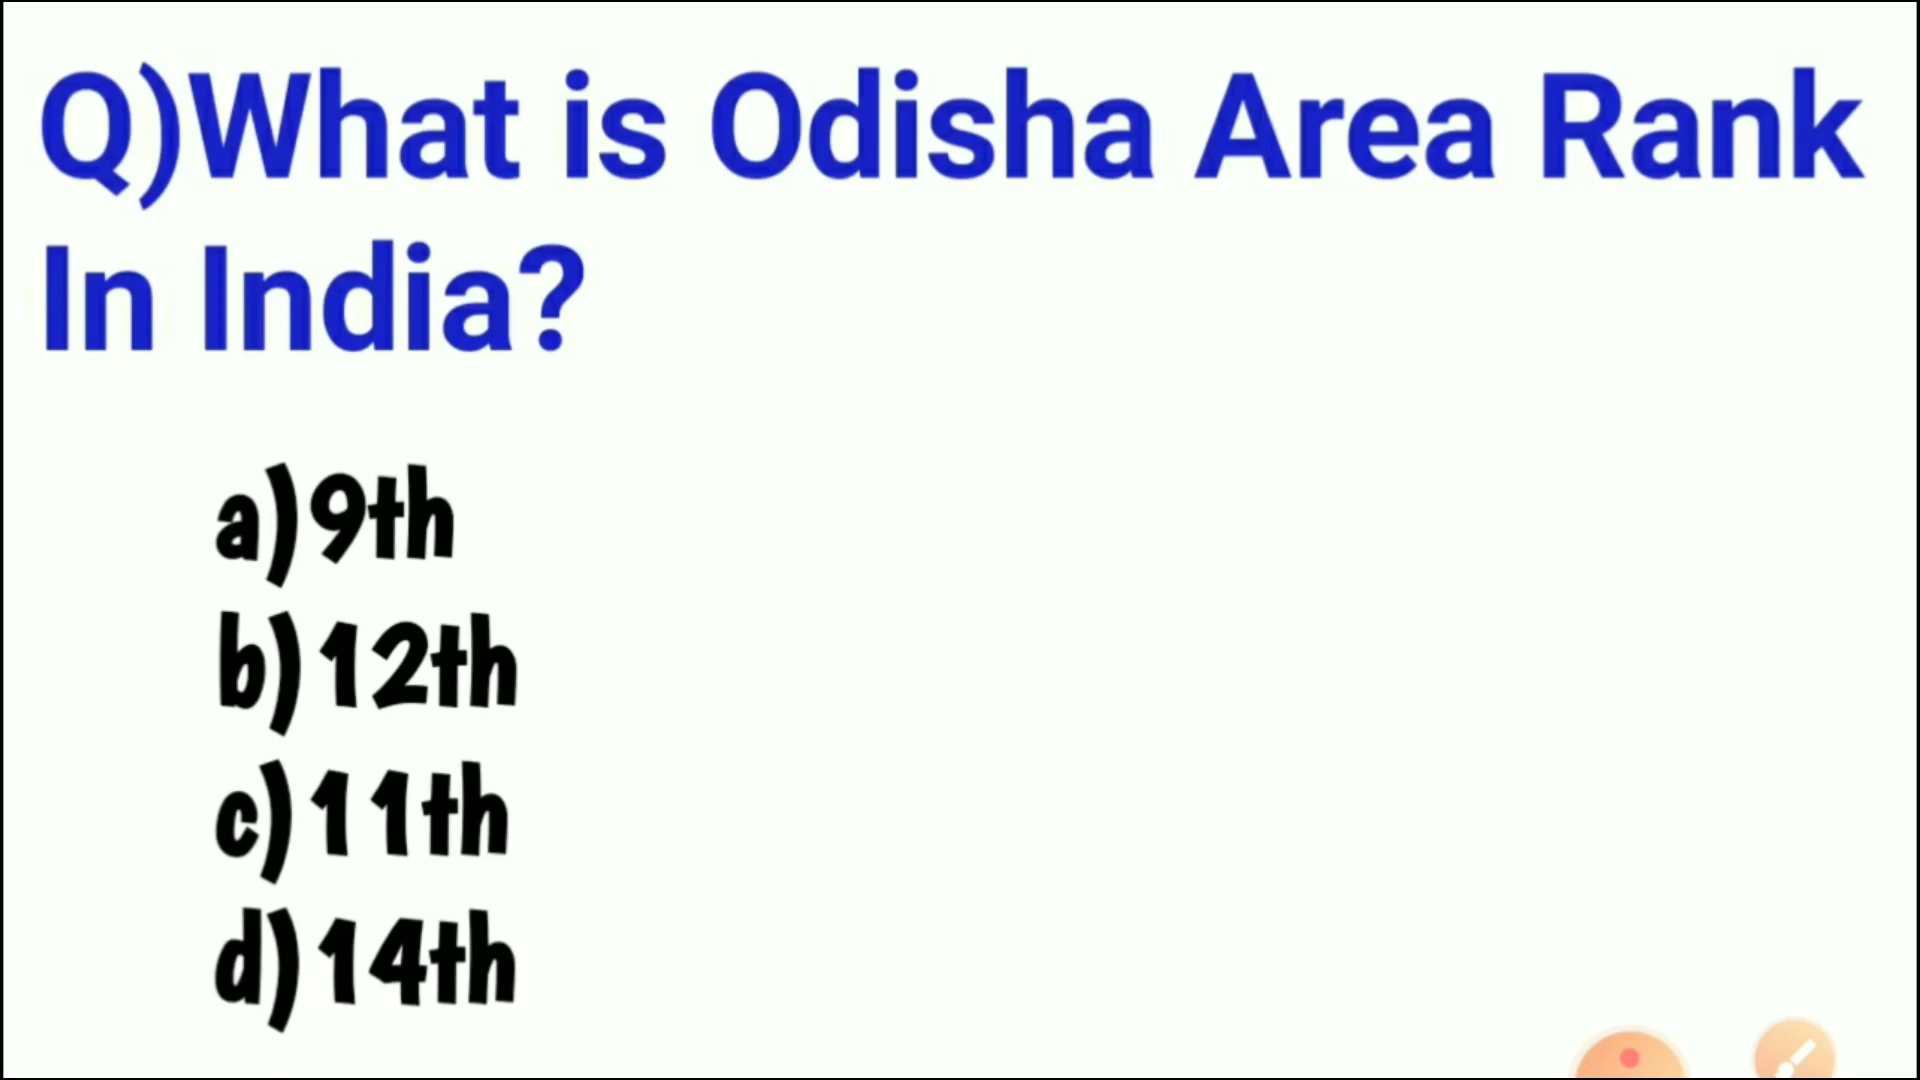 Q)What is Odisha Area Rank
In India?
a)9th
b)12th
c)11th
d)14th